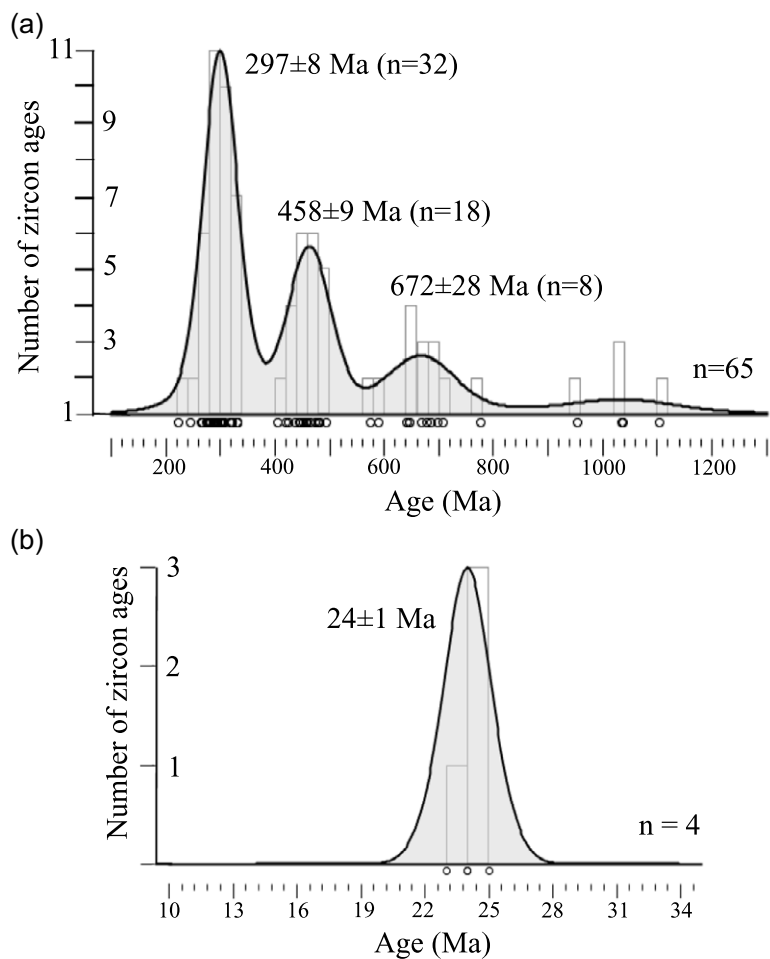 (a)
11
9
7
5
3
1
Number of zircon ages
297±8 Ma (n=32)
458±9 Ma (n=18)
672±28 Ma (n=8)
n=65
200 400 600 800 1000 1200
Age (Ma)
(b)
3
2
1
Number of zircon ages
24±1 Ma
n = 4
10 13 16 19 22 25 28 31 34
Age (Ma)